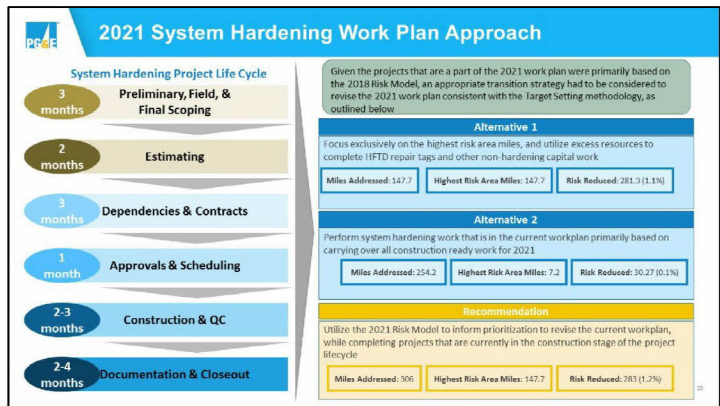 PG&E
2021 System Hardening Work Plan Approach
System Hardening Project Life Cycle
3
months
Preliminary, Field, &
Final Scoping
2
months
Estimating
3
months
Dependencies & Contracts
1
month
Approvals & Scheduling
2-3
months
Construction & QC
2-4
months
Documentation & Closeout
Given the projects that are a part of the 2021 work plan were primarily based on
the 2018 Risk Model, an appropriate transition strategy had to be considered to
revise the 2021 work plan consistent with the Target Setting methodology, as
outlined below
Alternative 1
Focus exclusively on the highest risk area miles, and utilize excess resources to
complete HFTD repair tags and other non-hardening capital work
Miles Addressed: 147.7 Highest Risk Area Miles: 147.7 Risk Reduced: 281.9 (1.1%)
Alternative 2
Perform system hardening work that is in the current workplan primarily based on
carrying over all construction ready work for 2021
Miles Addressed: 254.2 Highest Risk Area Miles: 7.2 Risk Reduced: 30.27 (0.1%)
Recommendation
Utilize the 2021 Risk Model to inform prioritization to revise the current workplan,
while completing projects that are currently in the construction stage of the project
lifecycle
Miles Addressed: 306 Highest Risk Area Miles: 147.7 Risk Reduced: 283 (1.2%)